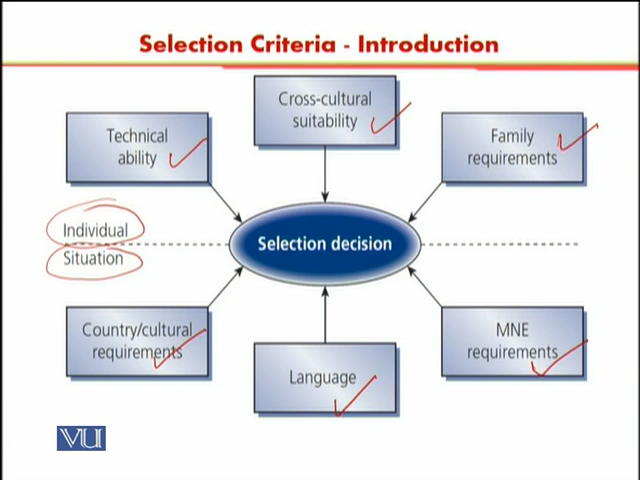 Selection Criteria - Introduction
Cross-cultural
suitability
Technical
ability
Family
requirements
Individual
Situation
Selection decision
Country/cultural
requirements
Language
MNE
requirements
VU